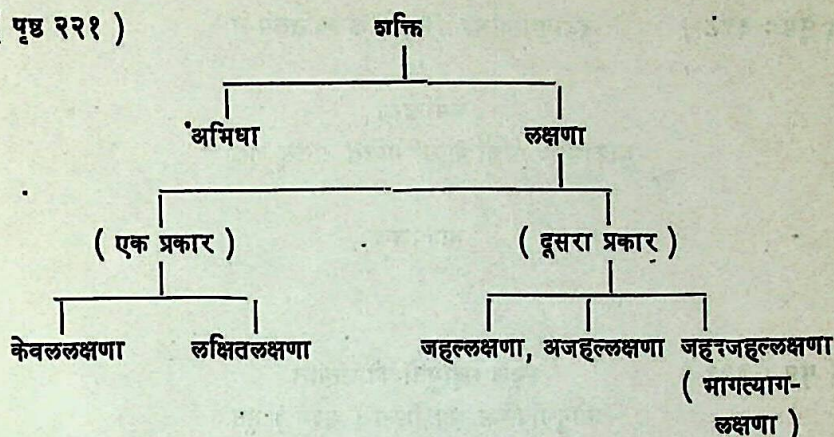 ( पृष्ठ २२१ ) शक्ति
अभिधा लक्षणा
( एक प्रकार ) ( दूसरा प्रकार )
केवललक्षणा लक्षितलक्षणा जहल्लक्षणा, अजहल्लक्षणा जहदजहल्लक्षणा
( भागत्याग-
लक्षणा )